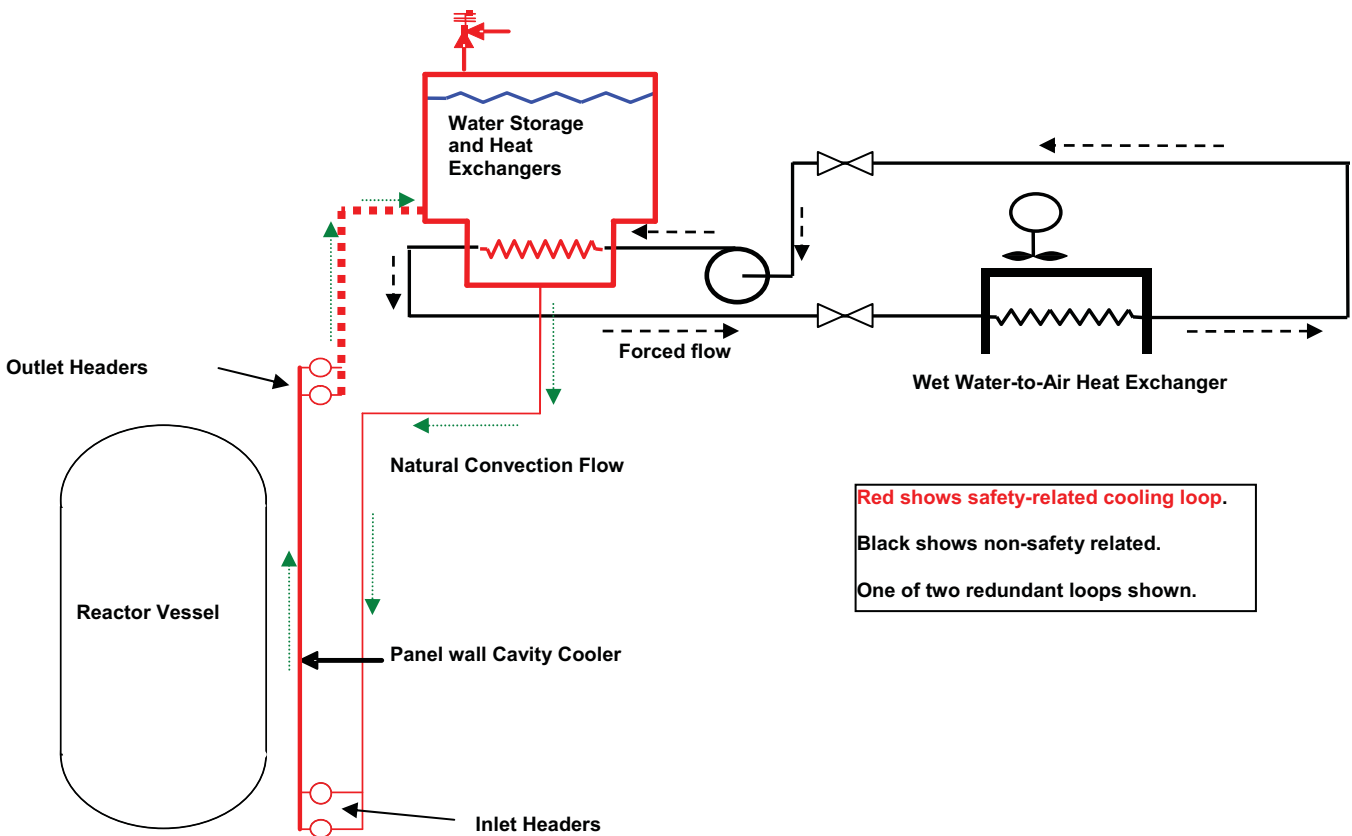 Water Storage
and Heat
Exchangers
Forced flow
Wet Water-to-Air Heat Exchanger
Outlet Headers
Natural Convection Flow
Red shows safety-related cooling loop.
Black shows non-safety related.
One of two redundant loops shown.
Reactor Vessel
Panel wall Cavity Cooler
Inlet Headers